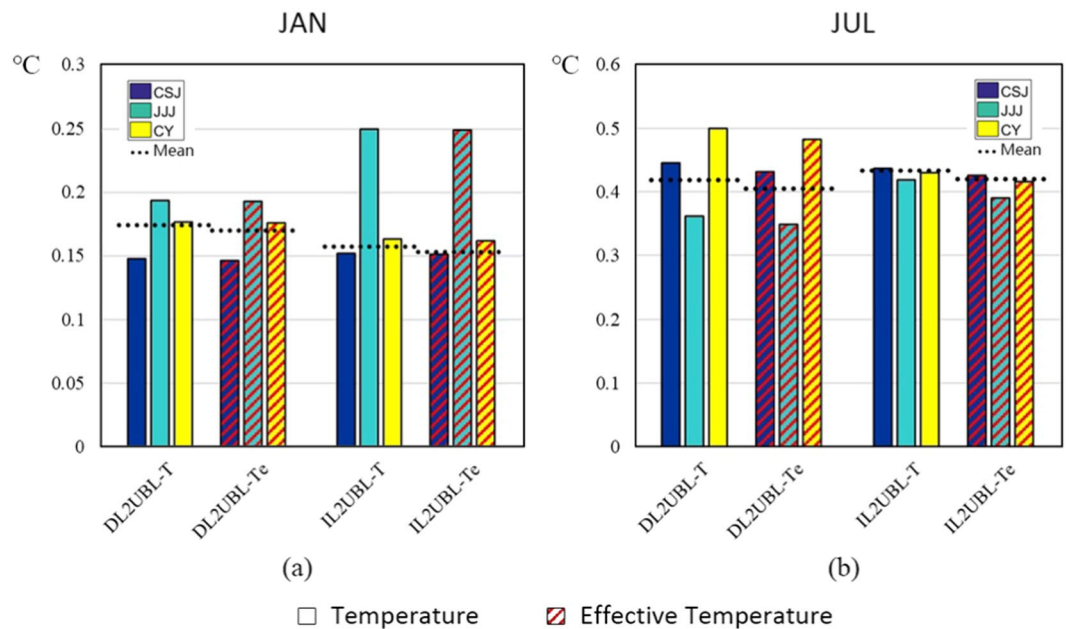 JAN
°C
0.3
0.25
0.2
0.15
0.1
0.05
0
CSJ
JJJ
CY
Mean
DL2UBL-T
DL2UBL-Te
IL2UBL-T
IL2UBL-Te
(a)
JUL
°C
0.6
0.5
0.4
0.3
0.2
0.1
0
CSJ
JJJ
CY
Mean
DL2UBL-T
DL2UBL-Te
IL2UBL-T
IL2UBL-Te
(b)
Temperature
Effective Temperature